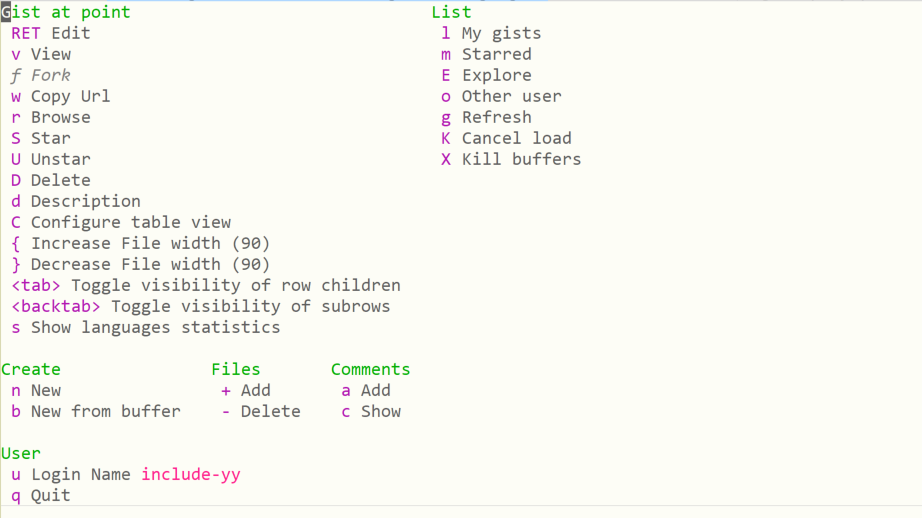 Gist at point List
RET Edit l My gists
v View m Starred
f Fork E Explore
w Copy Url o Other user
r Browse g Refresh
S Star K Cancel load
U Unstar X Kill buffers
D Delete
d Description
C Configure table view
{ Increase File width (90)
} Decrease File width (90)
<tab> Toggle visibility of row children
<backtab> Toggle visibility of subrows
s Show languages statistics
Create Files Comments
n New + Add a Add
b New from buffer - Delete c Show
User
u Login Name include-yy
q Quit